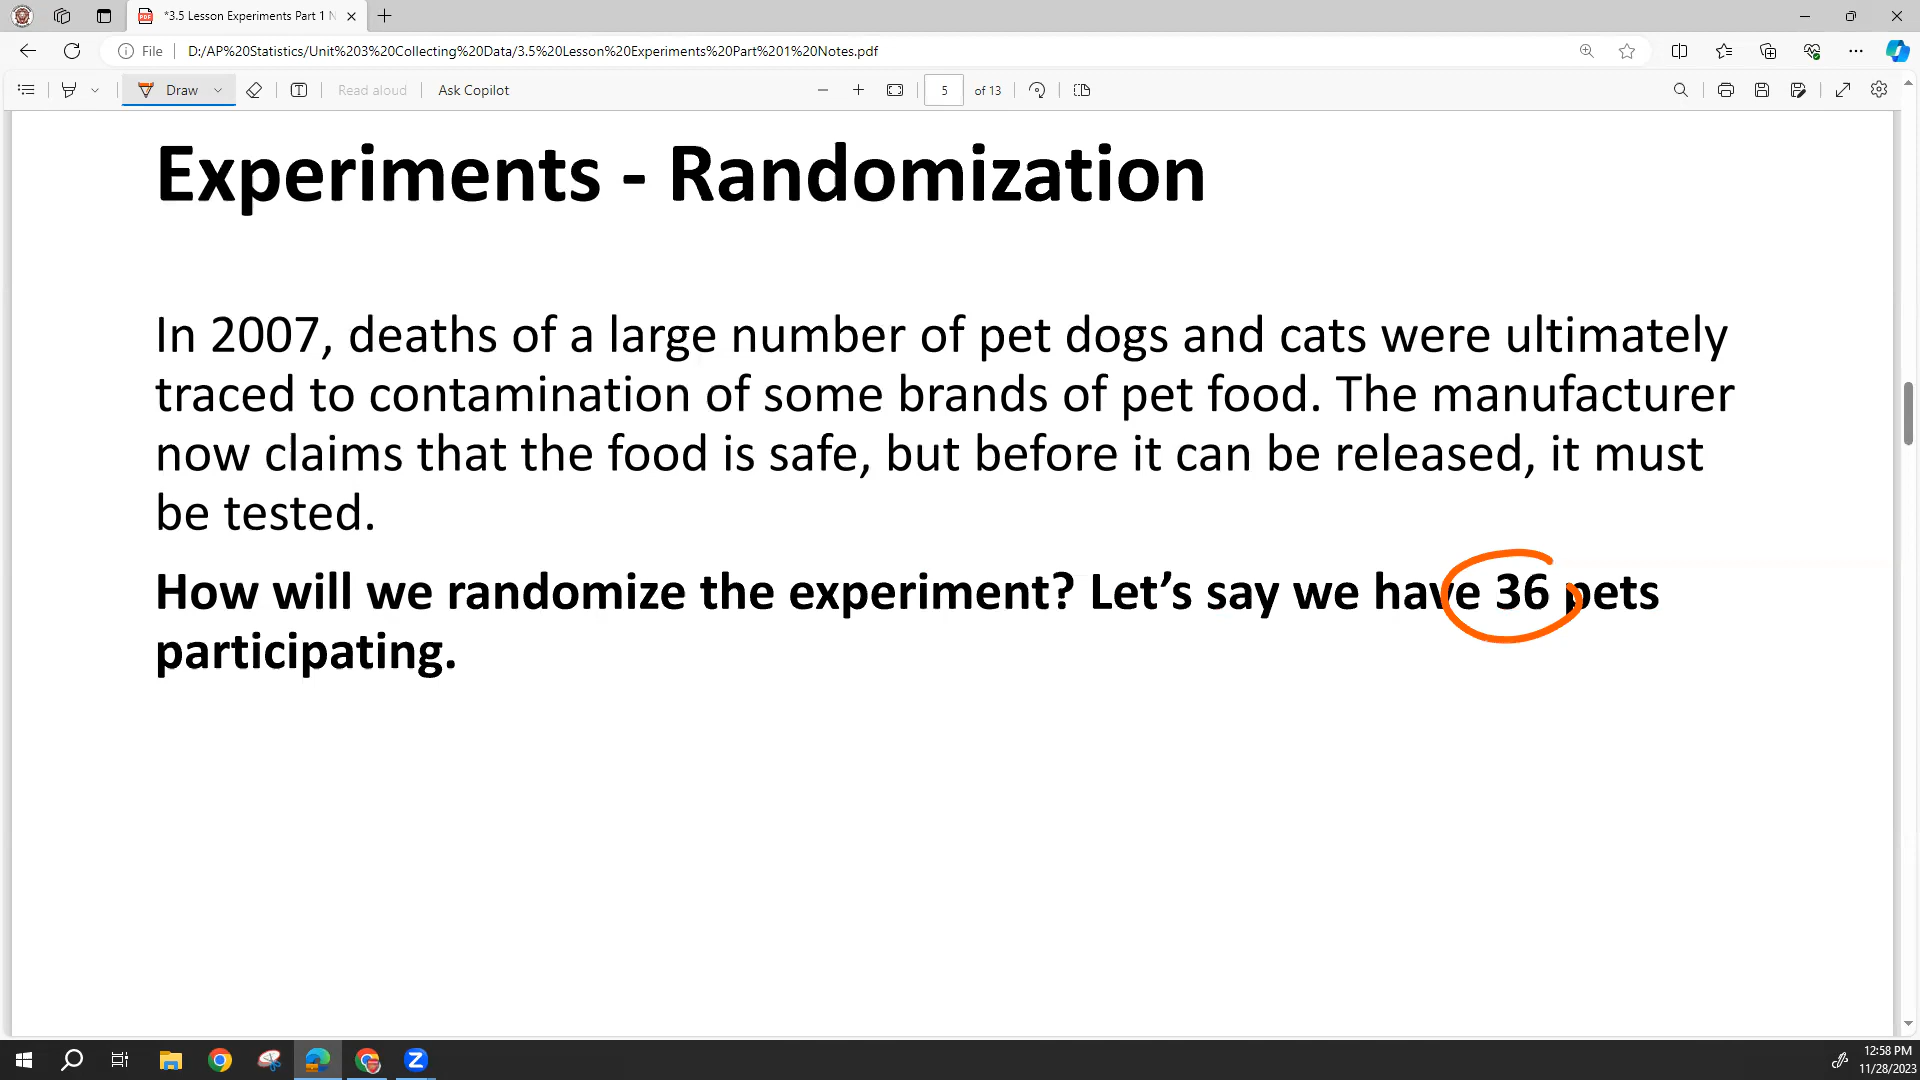 *3.5 Lesson Experiments Part 1 N
File D:/AP%20Statistics/Unit%203%20Collecting%20Data/3.5%20Lesson%20Experiments%20Part%201%20Notes.pdf
Draw Read aloud Ask Copilot 5 of 13
Experiments - Randomization
In 2007, deaths of a large number of pet dogs and cats were ultimately
traced to contamination of some brands of pet food. The manufacturer
now claims that the food is safe, but before it can be released, it must
be tested.
How will we randomize the experiment? Let’s say we have 36 pets
participating.
12:58 PM
11/28/2023